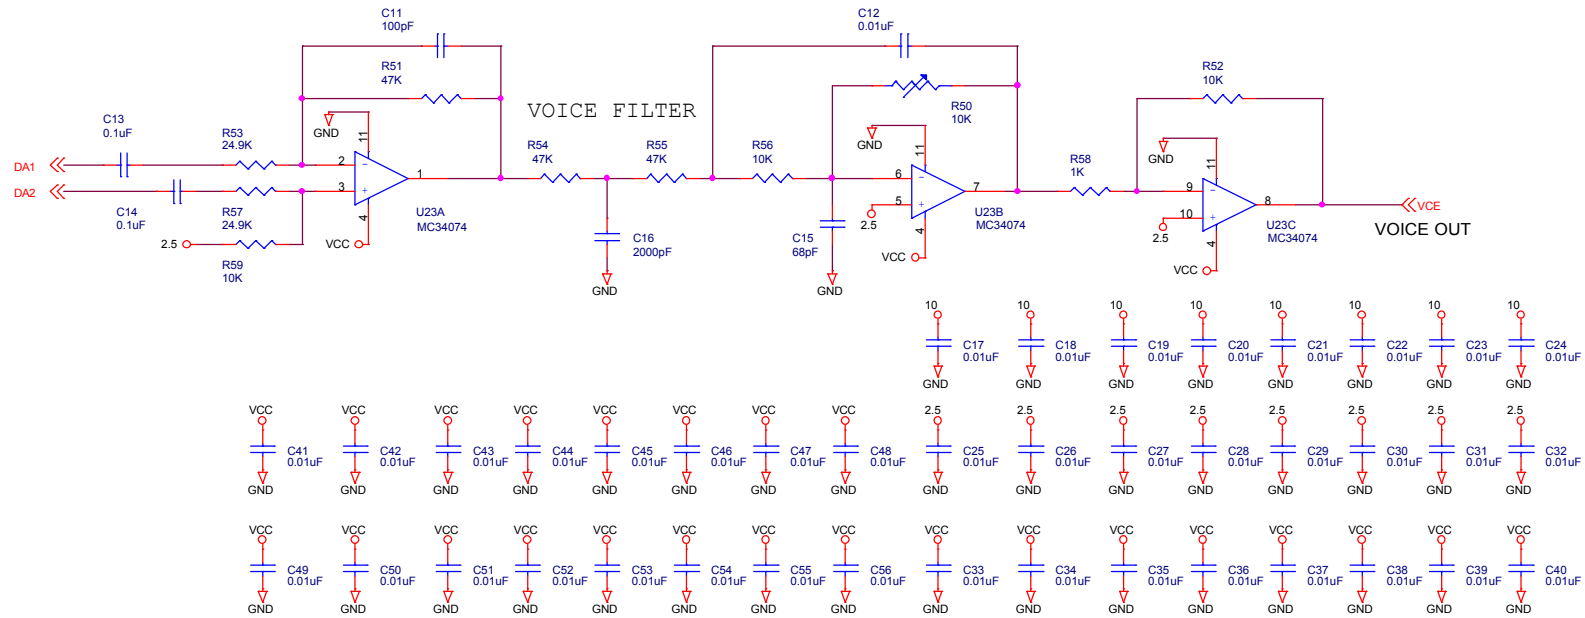 C11
100pF
C12
0.01uF
R51
47K
R52
10K
VOICE FILTER
R50
10K
C13
0.1uF
GND
11
R53
24.9K
R54
47K
R55
47K
R56
10K
GND
11
R58
1K
GND
11
DA1
2
1
6
7
9
8
DA2
3
5
10
C14
0.1uF
R57
24.9K
4
U23A
MC34074
2.5
4
U23B
MC34074
2.5
4
U23C
MC34074
VCE
VOICE OUT
2.5
VCC
C16
2000pF
C15
68pF
VCC
VCC
R59
10K
GND
GND
10 10 10 10 10 10 10 10
C17 C18 C19 C20 C21 C22 C23 C24
0.01uF 0.01uF 0.01uF 0.01uF 0.01uF 0.01uF 0.01uF 0.01uF
GND GND GND GND GND GND GND GND
VCC VCC VCC VCC VCC VCC VCC VCC 2.5 2.5 2.5 2.5 2.5 2.5 2.5 2.5
C41 C42 C43 C44 C45 C46 C47 C48 C25 C26 C27 C28 C29 C30 C31 C32
0.01uF 0.01uF 0.01uF 0.01uF 0.01uF 0.01uF 0.01uF 0.01uF 0.01uF 0.01uF 0.01uF 0.01uF 0.01uF 0.01uF 0.01uF 0.01uF
GND GND GND GND GND GND GND GND GND GND GND GND GND GND GND GND
VCC VCC VCC VCC VCC VCC VCC VCC VCC VCC VCC VCC VCC VCC VCC VCC
C49 C50 C51 C52 C53 C54 C55 C56 C33 C34 C35 C36 C37 C38 C39 C40
0.01uF 0.01uF 0.01uF 0.01uF 0.01uF 0.01uF 0.01uF 0.01uF 0.01uF 0.01uF 0.01uF 0.01uF 0.01uF 0.01uF 0.01uF 0.01uF
GND GND GND GND GND GND GND GND GND GND GND GND GND GND GND GND